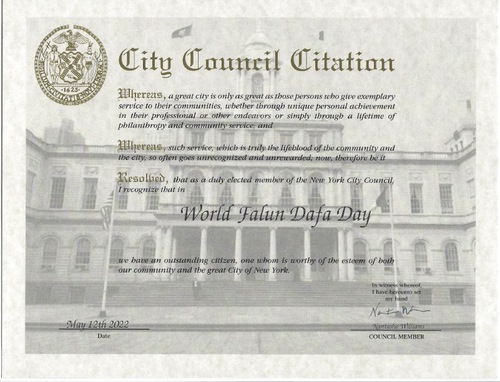 City Council Citation
·1625·
Whereas, a great city is only as great as those persons who give exemplary
service to their communities, whether through unique personal achievement
in their professional or other endeavors or simply through a lifetime of
philanthropy and community service; and
Whereas, such service, which is truly the lifeblood of the community and
the city, so often goes unrecognized and unrewarded; now, therefore be it
Resolved, that as a duly elected member of the New York City Council,
I recognize that in
World Falun Dafa Day
we have an outstanding citizen, one whom is worthy of the esteem of both
our community and the great City of New York.
In witness whereof,
I have hereunto set
my hand
May 12th 2022
Date
Nantasha Williams
COUNCIL MEMBER